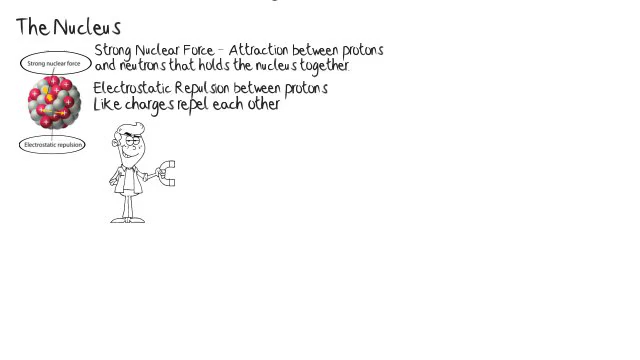 The Nucleus
Strong Nuclear Force - Attraction between protons
and neutrons that holds the nucleus together.
Strong nuclear force
Electrostatic Repulsion between protons
Like charges repel each other
Electrostatic repulsion